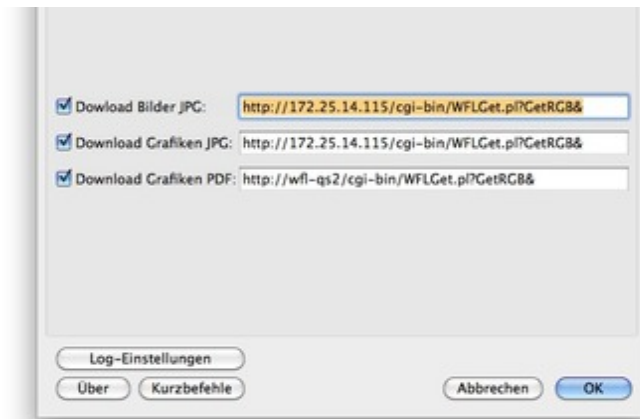 Dowload Bilder JPG: http://172.25.14.115/cgi-bin/WFLGet.pl?GetRGB&
Download Grafiken JPG: http://172.25.14.115/cgi-bin/WFLGet.pl?GetRGB&
Download Grafiken PDF: http://wfl-qs2/cgi-bin/WFLGet.pl?GetRGB&
Log-Einstellungen
Über Kurzbefehle Abbrechen OK